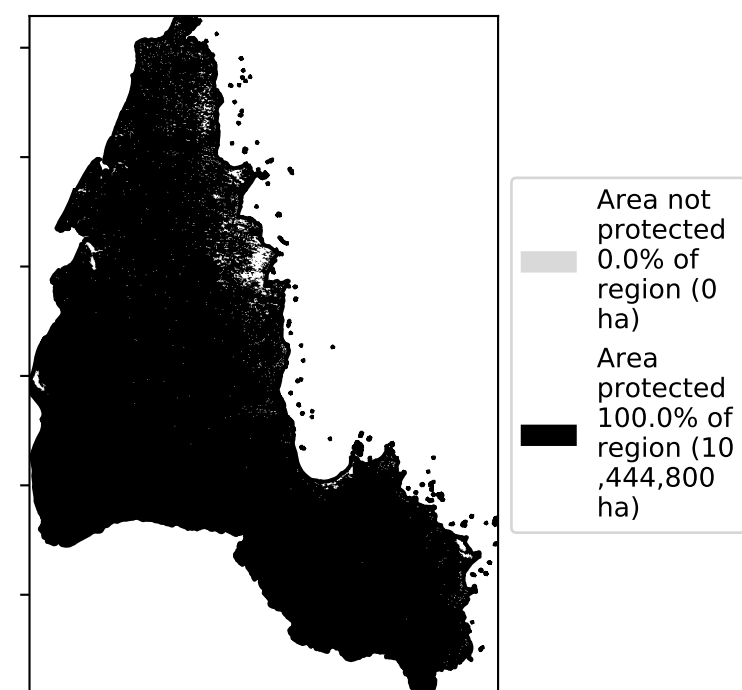 Area not
protected
0.0% of
region (0
ha)
Area
protected
100.0% of
region (10
,444,800
ha)